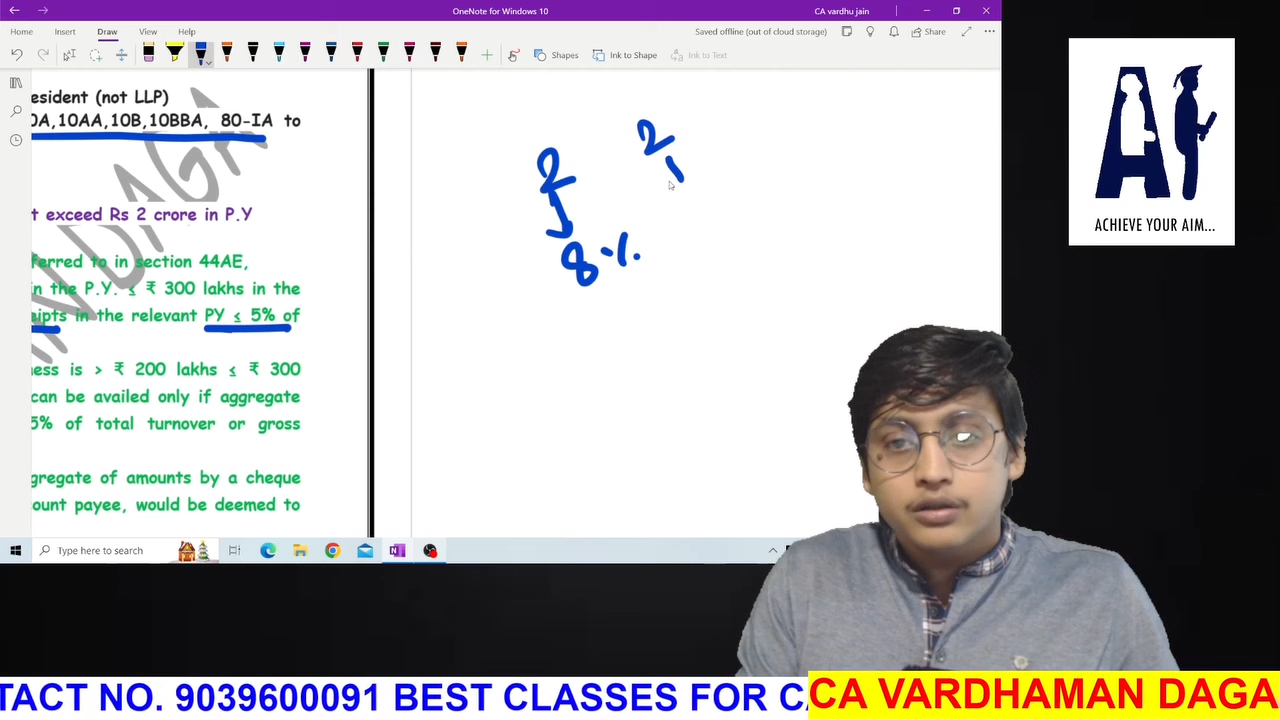 OneNote for Windows 10
CA vardhu jain
Home
Insert
Draw
View
Help
Saved offline (out of cloud storage)
Share
Shapes
Ink to Shape
Ink to Text
esident (not LLP)
0A,10AA,10B,10BBA, 80-IA to
t exceed Rs 2 crore in P.Y
ferred to in section 44AE,
n the P.Y. ≤ ₹ 300 lakhs in the
eipts in the relevant PY ≤ 5% of
ness is > ₹ 200 lakhs ≤ ₹ 300
can be availed only if aggregate
5% of total turnover or gross
gregate of amounts by a cheque
ount payee, would be deemed to
2
8%
2
ACHIEVE YOUR AIM...
Type here to search
TACT NO. 9039600091 BEST CLASSES FOR CA
CA VARDHAMAN DAGA